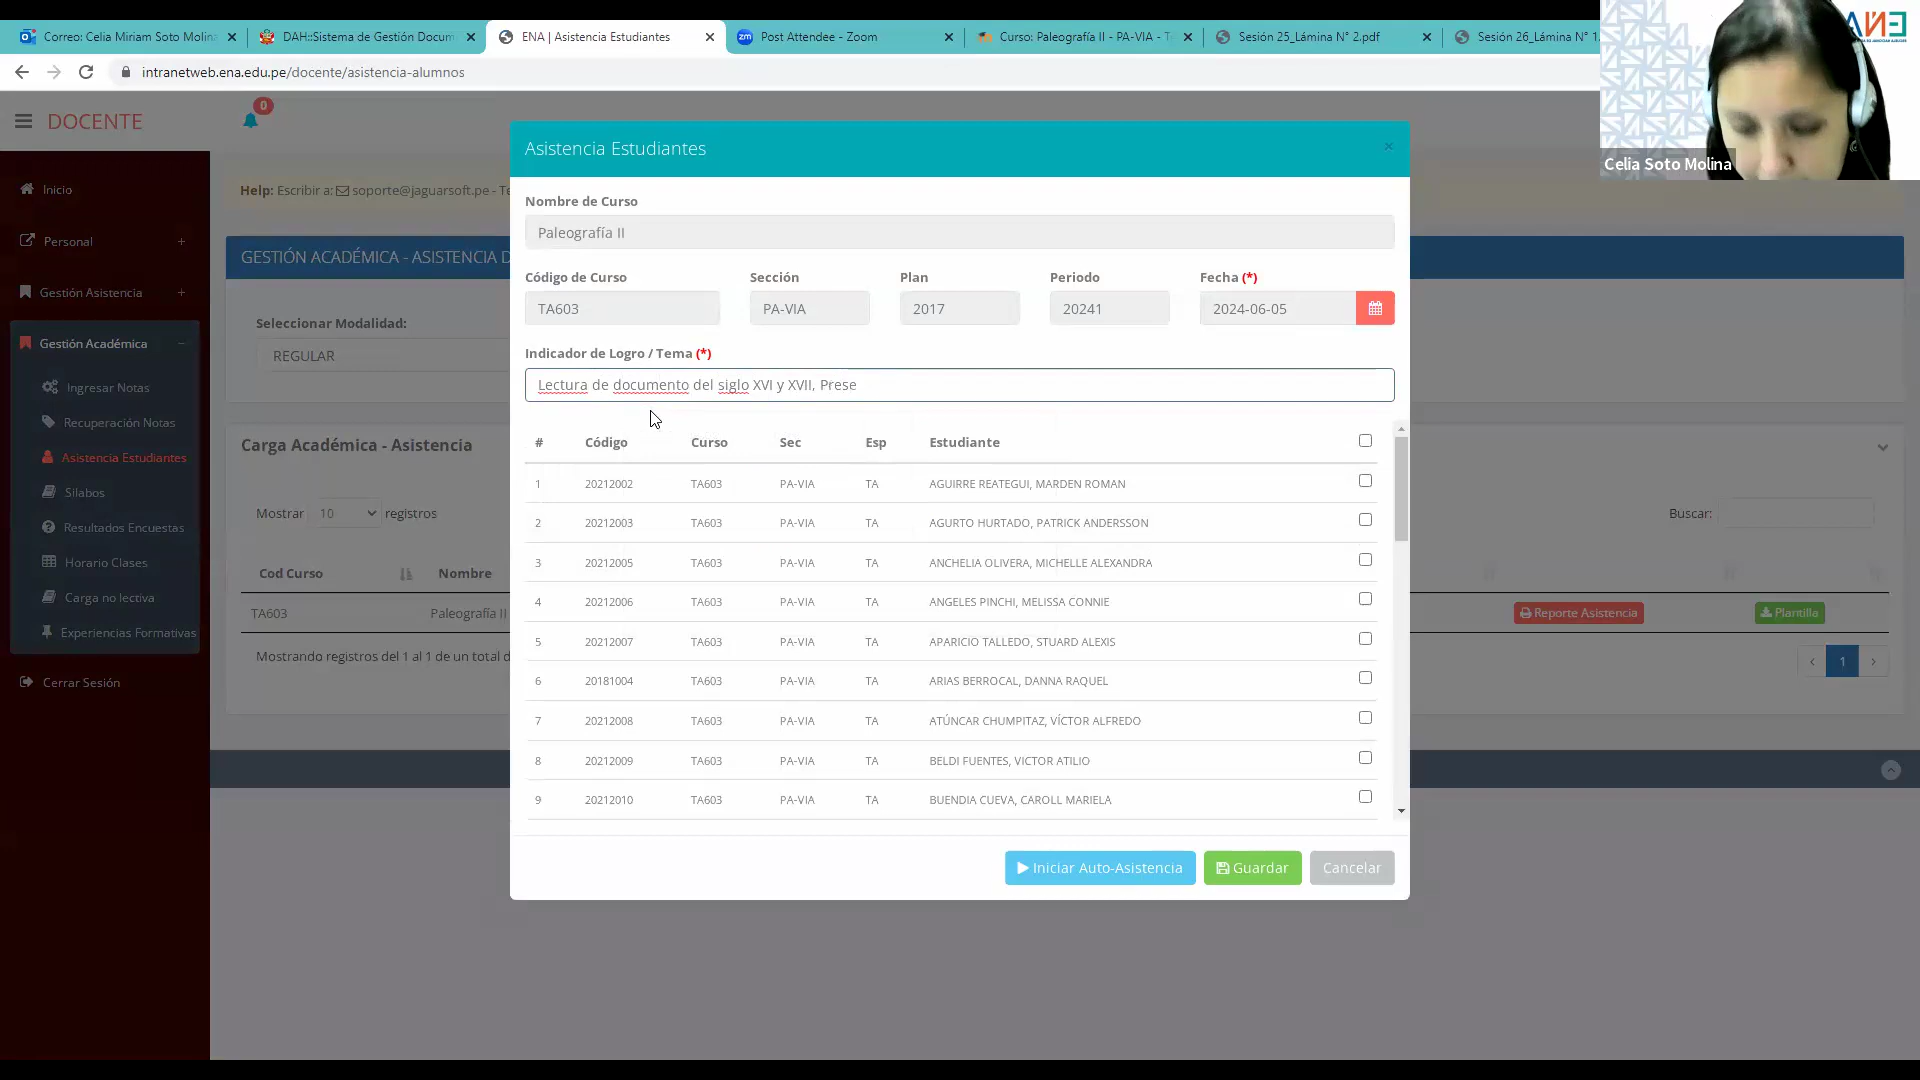 Correo: Celia Miriam Soto Molina
DAH::Sistema de Gestión Docum
ENA | Asistencia Estudiantes
Post Attendee - Zoom
Curso: Paleografía II - PA-VIA - T
Sesión 25_Lámina N° 2.pdf
Sesión 26_Lámina N° 1
intranetweb.ena.edu.pe/docente/asistencia-alumnos
ENA
Celia Soto Molina
DOCENTE
0
Inicio
Personal
Gestión Asistencia
Gestión Académica
Ingresar Notas
Recuperación Notas
Asistencia Estudiantes
Silabos
Resultados Encuestas
Horario Clases
Carga no lectiva
Experiencias Formativas
Cerrar Sesión
Help: Escribir a: soporte@jaguarsoft.pe - Te
GESTIÓN ACADÉMICA - ASISTENCIA D
Seleccionar Modalidad:
REGULAR
Carga Académica - Asistencia
Mostrar 10 registros
Buscar:
Cod Curso Nombre
TA603 Paleografía II
Reporte Asistencia Plantilla
Mostrando registros del 1 al 1 de un total d
‹ 1 ›
Asistencia Estudiantes ×
Nombre de Curso
Paleografía II
Código de Curso Sección Plan Periodo Fecha (*)
TA603 PA-VIA 2017 20241 2024-06-05
Indicador de Logro / Tema (*)
Lectura de documento del siglo XVI y XVII, Prese
# Código Curso Sec Esp Estudiante
1 20212002 TA603 PA-VIA TA AGUIRRE REATEGUI, MARDEN ROMAN
2 20212003 TA603 PA-VIA TA AGURTO HURTADO, PATRICK ANDERSSON
3 20212005 TA603 PA-VIA TA ANCHELIA OLIVERA, MICHELLE ALEXANDRA
4 20212006 TA603 PA-VIA TA ANGELES PINCHI, MELISSA CONNIE
5 20212007 TA603 PA-VIA TA APARICIO TALLEDO, STUARD ALEXIS
6 20181004 TA603 PA-VIA TA ARIAS BERROCAL, DANNA RAQUEL
7 20212008 TA603 PA-VIA TA ATÚNCAR CHUMPITAZ, VÍCTOR ALFREDO
8 20212009 TA603 PA-VIA TA BELDI FUENTES, VICTOR ATILIO
9 20212010 TA603 PA-VIA TA BUENDIA CUEVA, CAROLL MARIELA
Iniciar Auto-Asistencia Guardar Cancelar